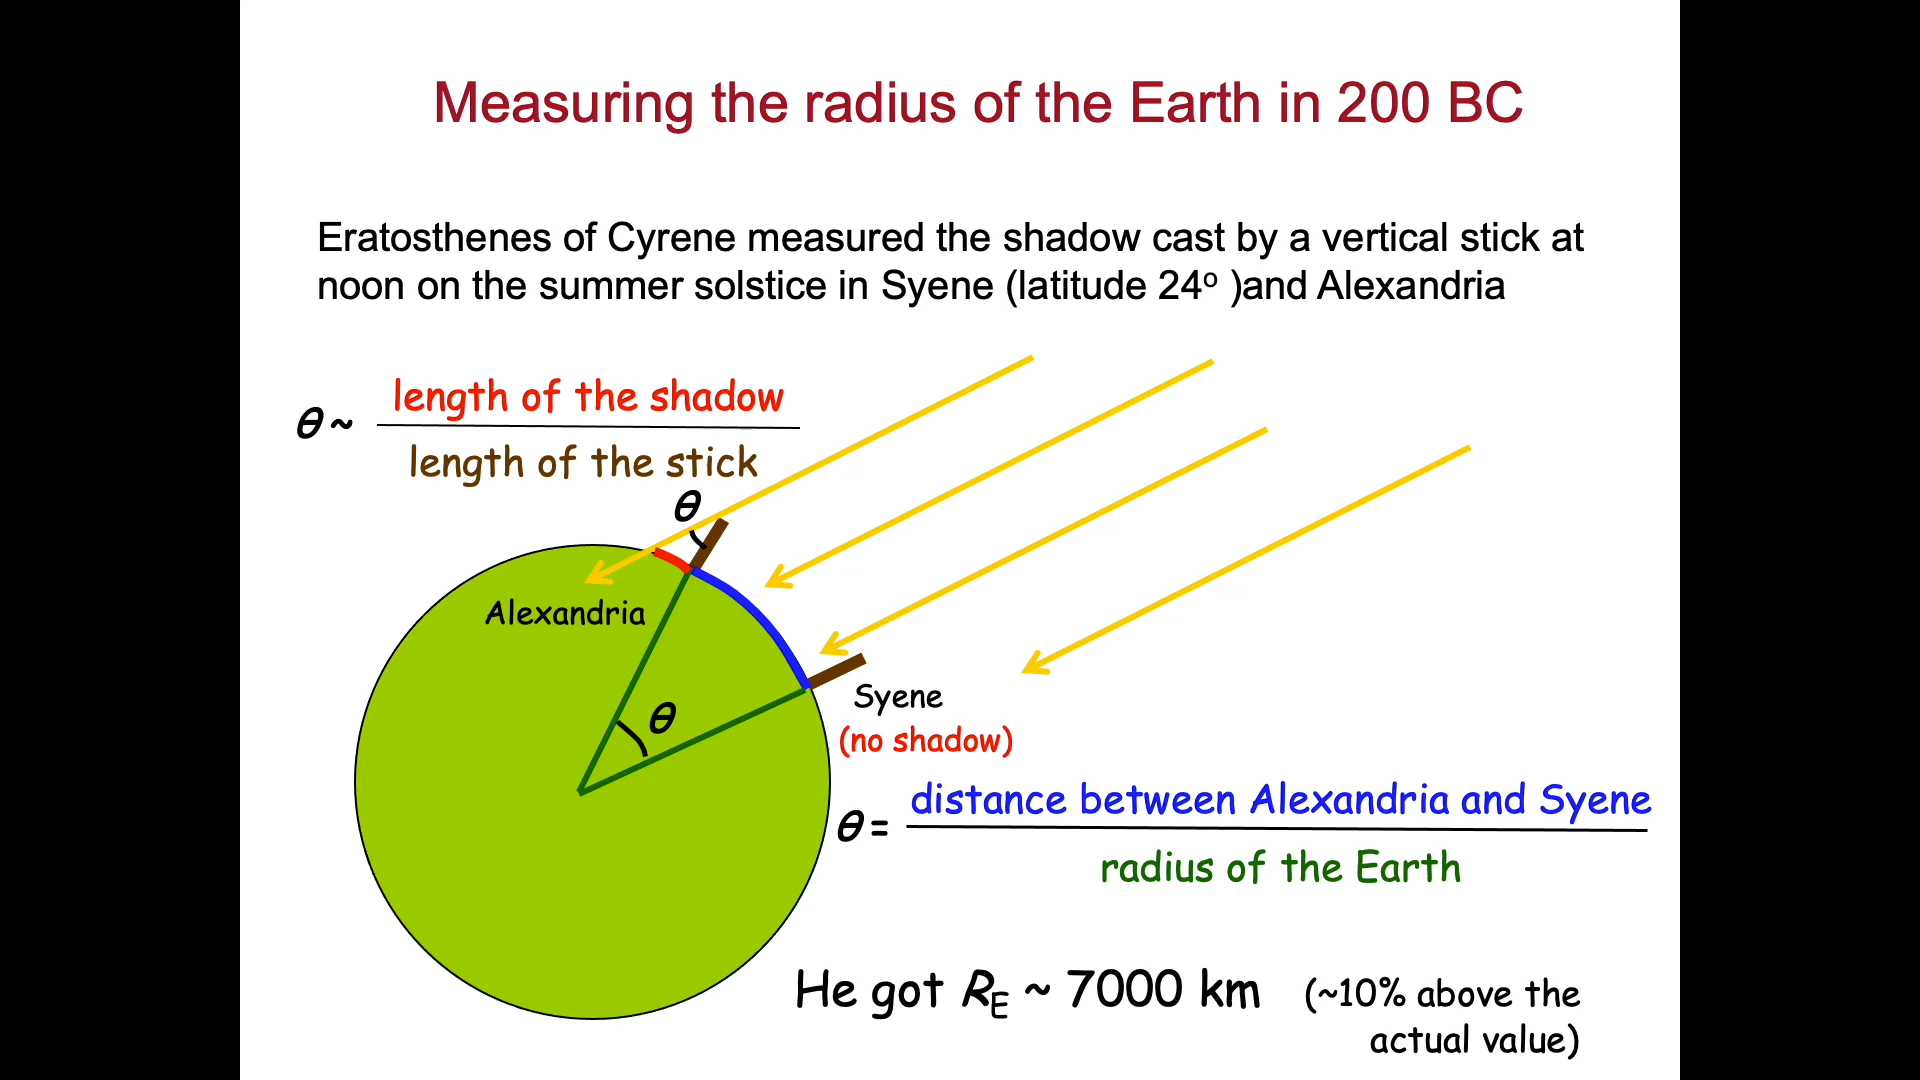 Measuring the radius of the Earth in 200 BC
Eratosthenes of Cyrene measured the shadow cast by a vertical stick at
noon on the summer solstice in Syene (latitude 24º )and Alexandria
length of the shadow
θ ~
length of the stick
θ
Alexandria
θ
Syene
(no shadow)
distance between Alexandria and Syene
θ =
radius of the Earth
He got RE ~ 7000 km (~10% above the
actual value)